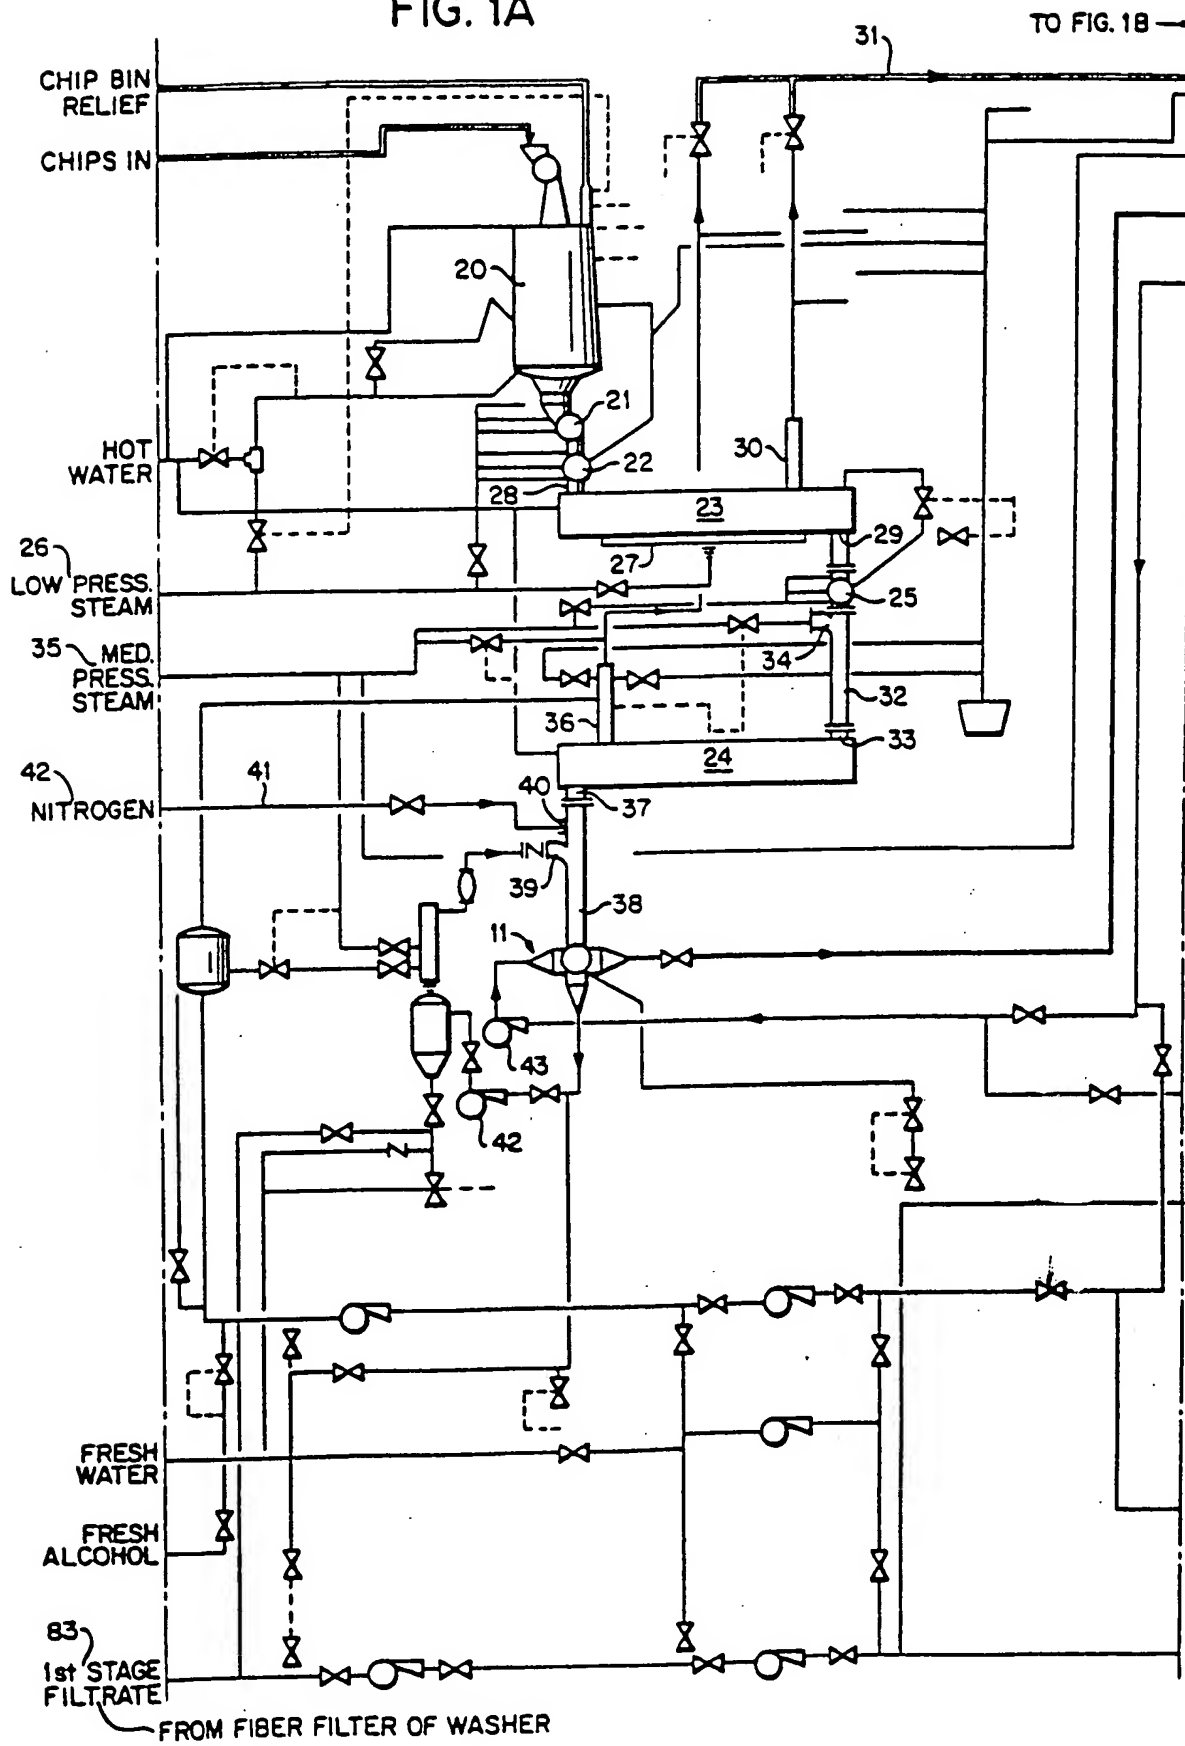 FIG. 1A
TO FIG. 1B
31
CHIP BIN
RELIEF
CHIPS IN
20
21
HOT
WATER
22
30
28
23
26
27
29
LOW PRESS.
STEAM
25
35
MED.
PRESS.
STEAM
34
32
36
33
24
42
41
40
37
NITROGEN
39
38
11
43
42
FRESH
WATER
FRESH
ALCOHOL
83
1st STAGE
FILTRATE
FROM FIBER FILTER OF WASHER